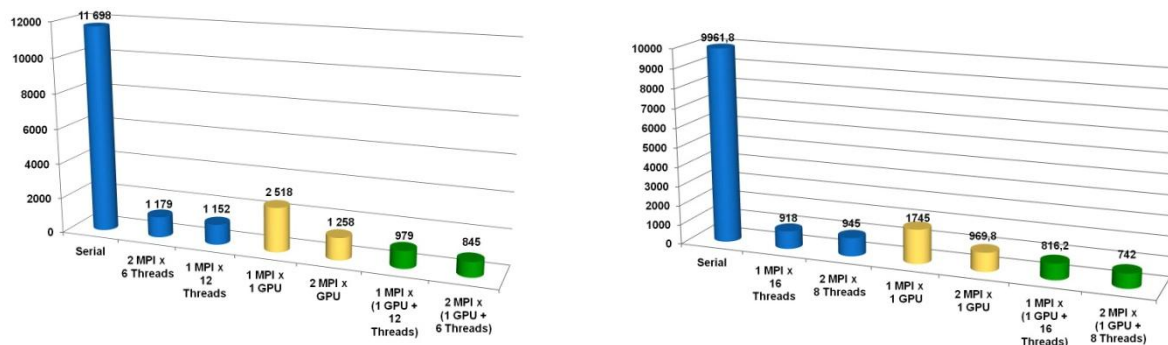 12000
10000
8000
6000
4000
2000
0
11 698
1 179
1 152
2 518
1 258
979
845
Serial
2 MPI x
6 Threads
1 MPI x
12
Threads
1 MPI x
1 GPU
2 MPI x
GPU
1 MPI x
(1 GPU +
12
Threads)
2 MPI x
(1 GPU +
6 Threads)
10000
9000
8000
7000
6000
5000
4000
3000
2000
1000
0
9961,8
918
945
1745
969,8
816,2
742
Serial
1 MPI x
16
Threads
2 MPI x
8 Threads
1 MPI x
1 GPU
2 MPI x
1 GPU
1 MPI x
(1 GPU +
16
Threads)
2 MPI x
(1 GPU +
8 Threads)